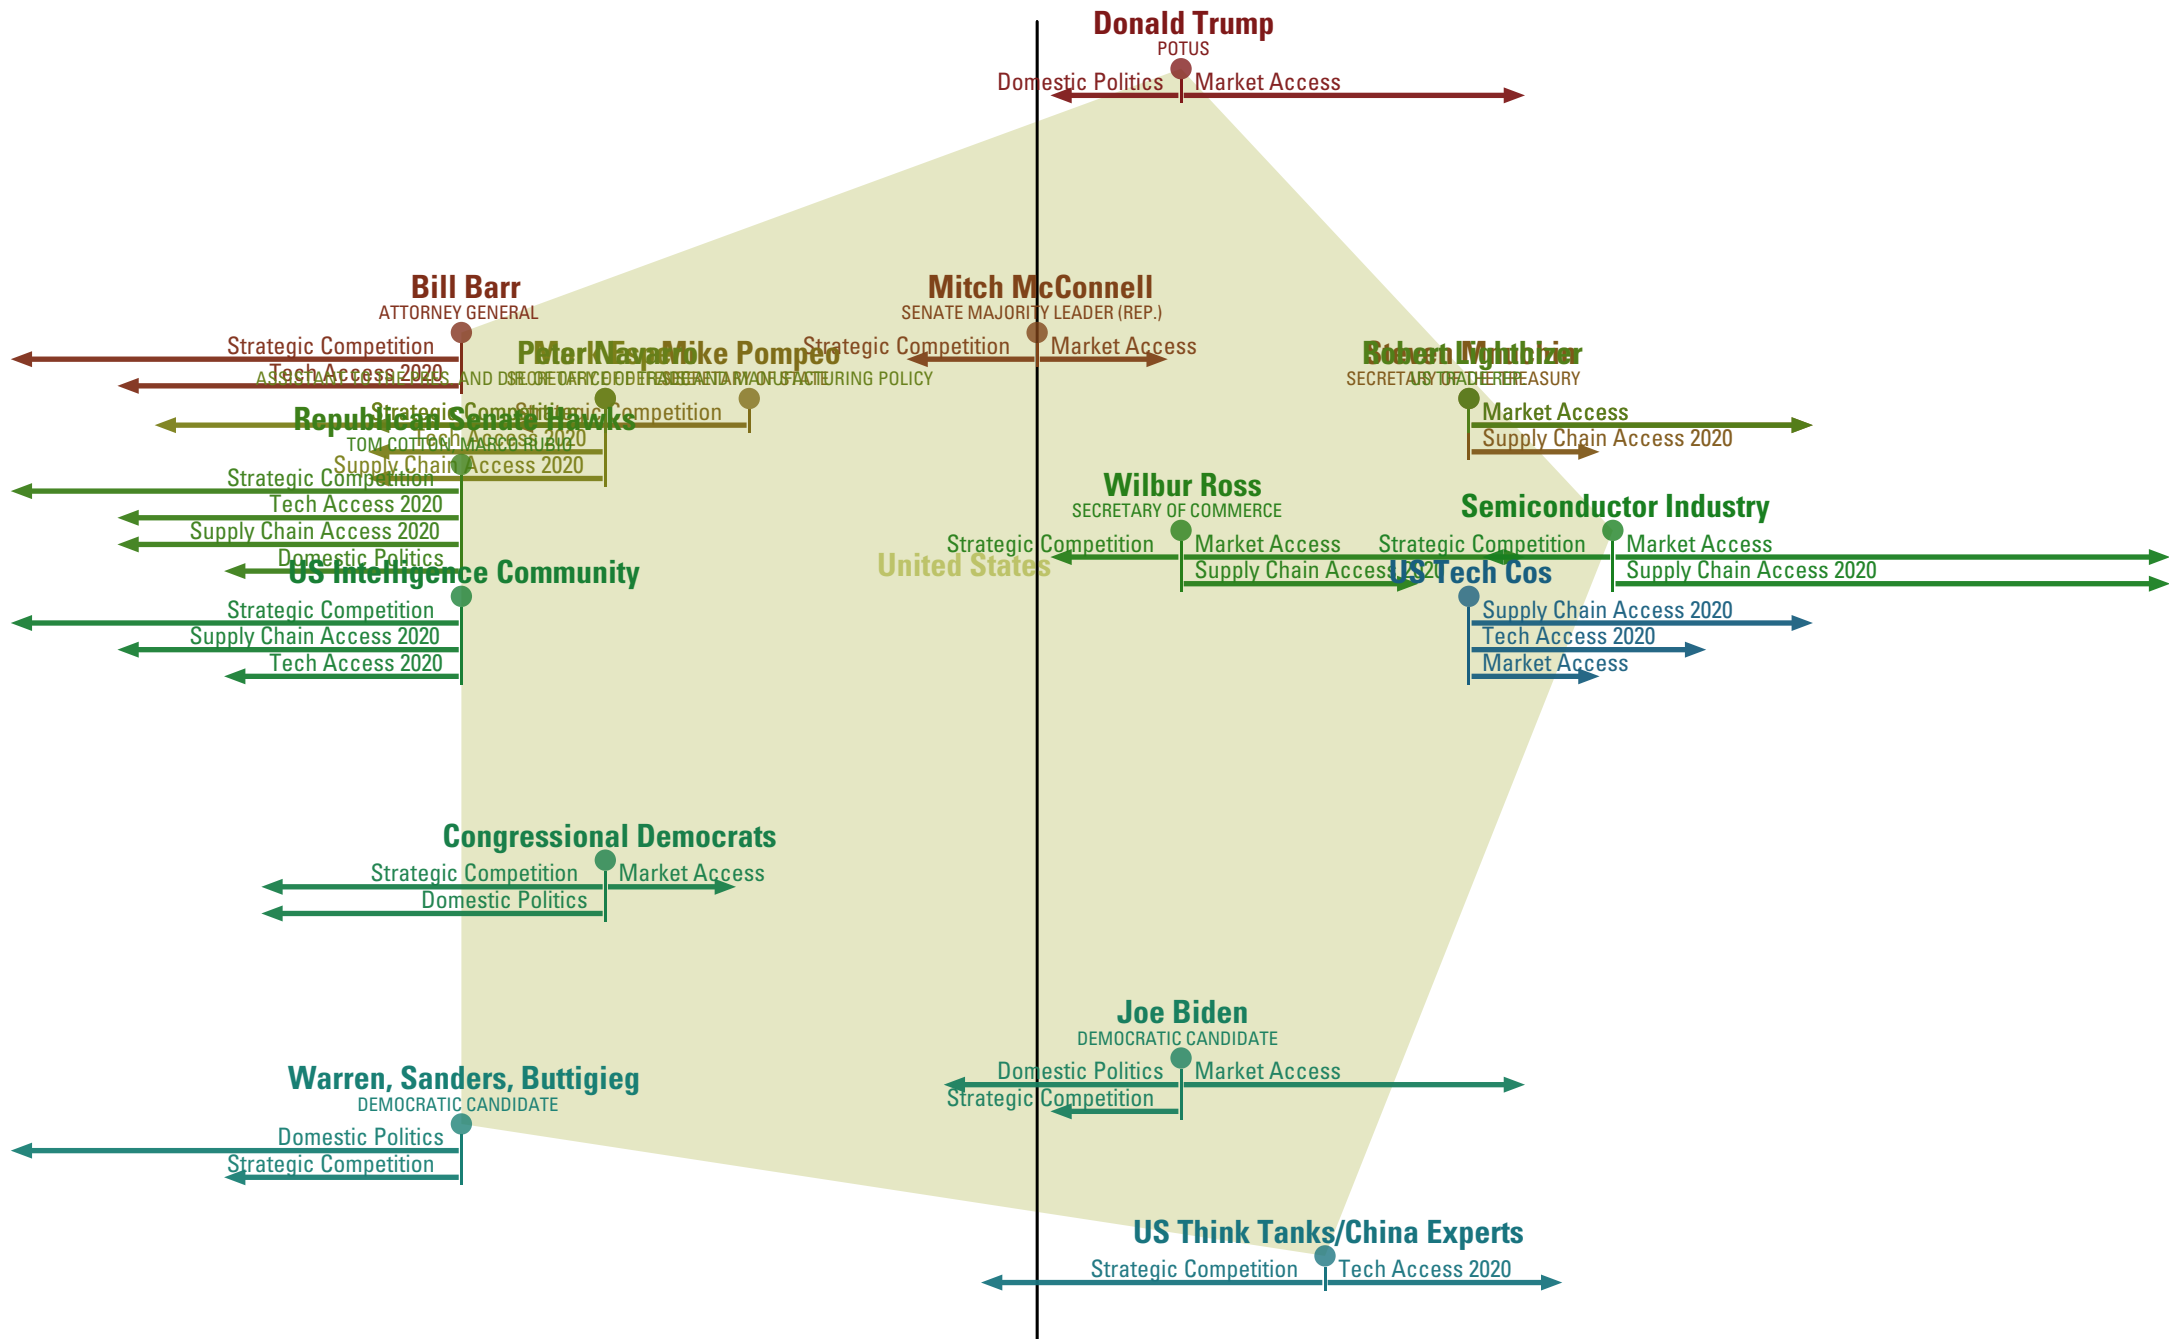 Donald Trump
POTUS
Domestic Politics
Market Access
Bill Barr
ATTORNEY GENERAL
Strategic Competition
Tech Access 2020
Mitch McConnell
SENATE MAJORITY LEADER (REP.)
Strategic Competition
Market Access
Mike Pompeo
Strategic Competition
Tech Access 2020
Supply Chain Access 2020
Market Access
Supply Chain Access 2020
Republican Senate Hawks
TOM COTTON, MARCO RUBIO
Strategic Competition
Tech Access 2020
Supply Chain Access 2020
Domestic Politics
Wilbur Ross
SECRETARY OF COMMERCE
Strategic Competition
Market Access
Supply Chain Access 2020
Semiconductor Industry
Strategic Competition
Market Access
Supply Chain Access 2020
United States
US Intelligence Community
Strategic Competition
Supply Chain Access 2020
Tech Access 2020
US Tech Cos
Supply Chain Access 2020
Tech Access 2020
Market Access
Congressional Democrats
Strategic Competition
Market Access
Domestic Politics
Joe Biden
DEMOCRATIC CANDIDATE
Domestic Politics
Market Access
Strategic Competition
Warren, Sanders, Buttigieg
DEMOCRATIC CANDIDATE
Domestic Politics
Strategic Competition
US Think Tanks/China Experts
Strategic Competition
Tech Access 2020